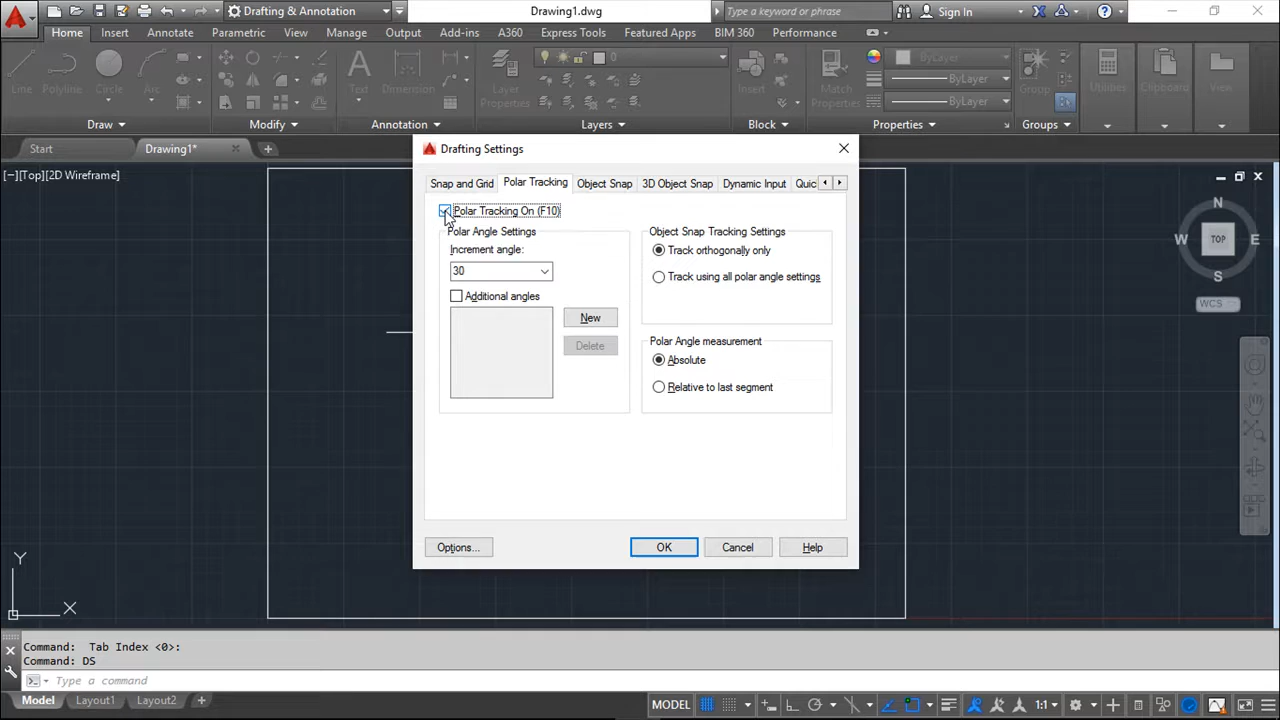 Drafting & Annotation
Drawing1.dwg
Type a keyword or phrase
Sign In
Home
Insert
Annotate
Parametric
View
Manage
Output
Add-ins
A360
Express Tools
Featured Apps
BIM 360
Performance
Line
Polyline
Circle
Arc
Text
Dimension
Layer
Properties
0
Insert
Match
Properties
ByLayer
ByLayer
ByLayer
Group
Utilities
Clipboard
View
Draw
Modify
Annotation
Layers
Block
Properties
Groups
Start
Drawing1*
[−][Top][2D Wireframe]
Drafting Settings
Snap and Grid
Polar Tracking
Object Snap
3D Object Snap
Dynamic Input
Quic
Polar Tracking On (F10)
Polar Angle Settings
Increment angle:
30
Additional angles
New
Delete
Object Snap Tracking Settings
Track orthogonally only
Track using all polar angle settings
Polar Angle measurement
Absolute
Relative to last segment
Options...
OK
Cancel
Help
N
W
TOP
E
S
WCS
Y
X
Command:  Tab Index <0>:
Command: DS
Type a command
Model
Layout1
Layout2
MODEL
1:1